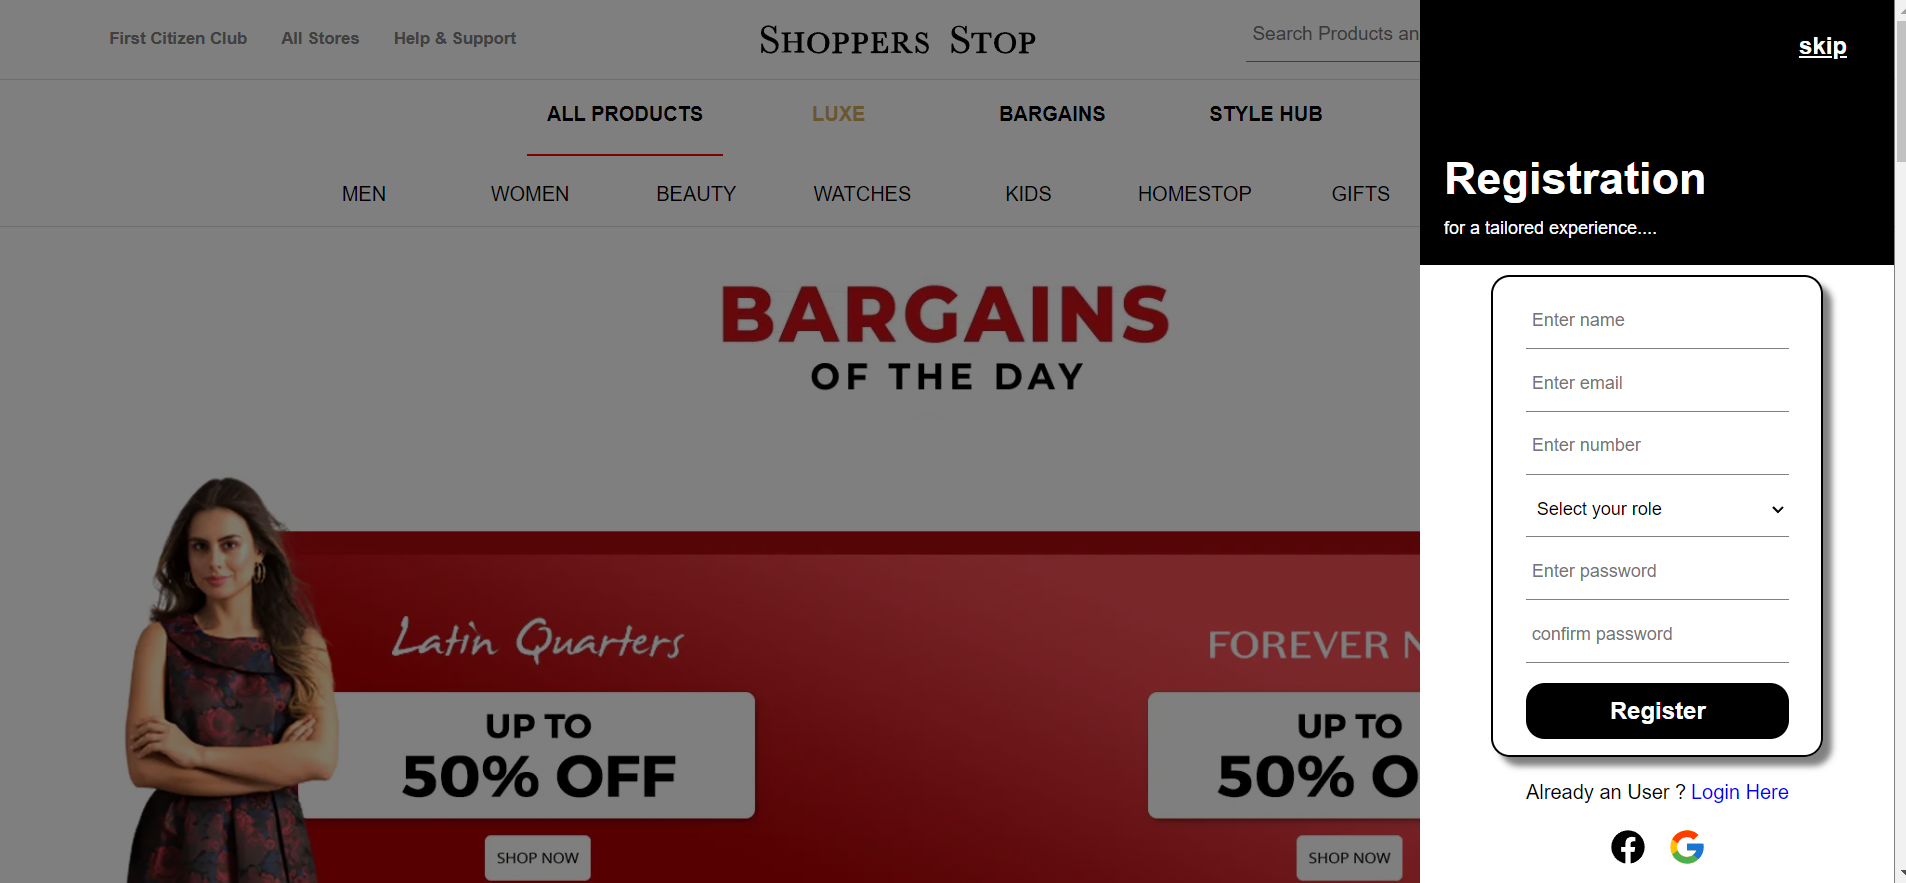 First Citizen Club All Stores Help & Support
SHOPPERS STOP
Search Products an
ALL PRODUCTS LUXE BARGAINS STYLE HUB
MEN WOMEN BEAUTY WATCHES KIDS HOMESTOP GIFTS
BARGAINS
OF THE DAY
Latin Quarters
UP TO
50% OFF
SHOP NOW
FOREVER N
UP TO
50% O
SHOP NOW
skip
Registration
for a tailored experience....
Enter name
Enter email
Enter number
Select your role
Enter password
confirm password
Register
Already an User ? Login Here